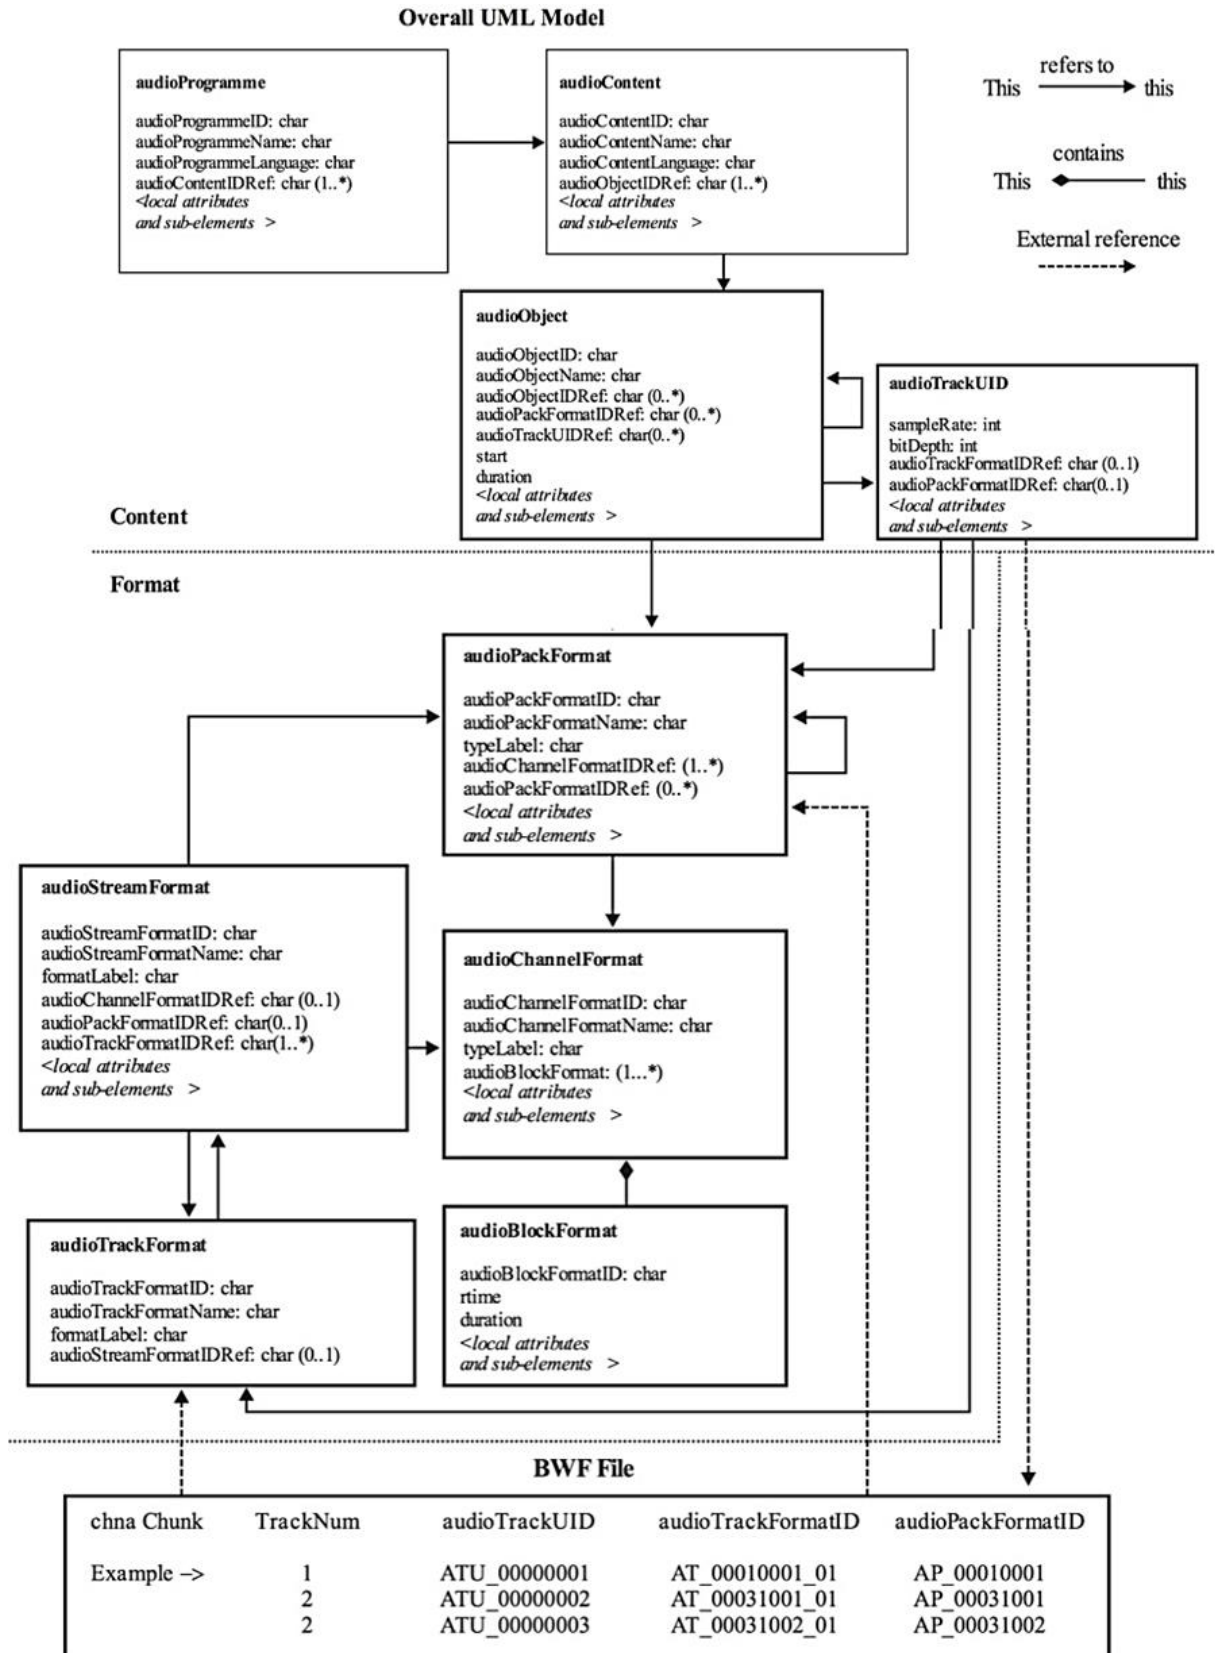 Overall UML Model
audioProgramme
audioProgrammeID: char
audioProgrammeName: char
audioProgrammeLanguage: char
audioContentIDRef: char (1..*)
<local attributes
and sub-elements >
audioContent
audioContentID: char
audioContentName: char
audioContentLanguage: char
audioObjectIDRef: char (1..*)
<local attributes
and sub-elements >
refers to
This this
contains
This this
External reference
audioObject
audioObjectID: char
audioObjectName: char
audioObjectIDRef: char (0..*)
audioPackFormatIDRef: char (0..*)
audioTrackUIDRef: char(0..*)
start
duration
<local attributes
and sub-elements >
audioTrackUID
sampleRate: int
bitDepth: int
audioTrackFormatIDRef: char (0..1)
audioPackFormatIDRef: char(0..1)
<local attributes
and sub-elements >
Content
Format
audioPackFormat
audioPackFormatID: char
audioPackFormatName: char
typeLabel: char
audioChannelFormatIDRef: (1..*)
audioPackFormatIDRef: (0..*)
<local attributes
and sub-elements >
audioStreamFormat
audioStreamFormatID: char
audioStreamFormatName: char
formatLabel: char
audioChannelFormatIDRef: char (0..1)
audioPackFormatIDRef: char(0..1)
audioTrackFormatIDRef: char(1..*)
<local attributes
and sub-elements >
audioChannelFormat
audioChannelFormatID: char
audioChannelFormatName: char
typeLabel: char
audioBlockFormat: (1...*)
<local attributes
and sub-elements >
audioTrackFormat
audioTrackFormatID: char
audioTrackFormatName: char
formatLabel: char
audioStreamFormatIDRef: char (0..1)
audioBlockFormat
audioBlockFormatID: char
rtime
duration
<local attributes
and sub-elements >
BWF File
chna Chunk TrackNum audioTrackUID audioTrackFormatID audioPackFormatID
Example –> 1 ATU_00000001 AT_00010001_01 AP_00010001
2 ATU_00000002 AT_00031001_01 AP_00031001
2 ATU_00000003 AT_00031002_01 AP_00031002